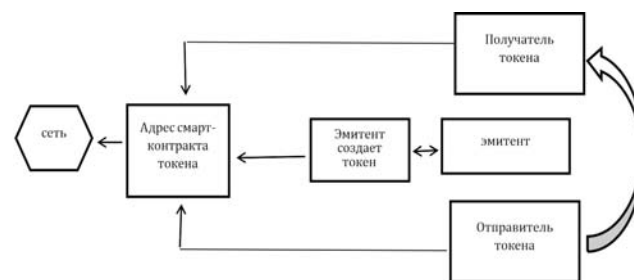 Получатель
токена
сеть
Адрес смарт-
контракта
токена
Эмитент
создает
токен
эмитент
Отправитель
токена